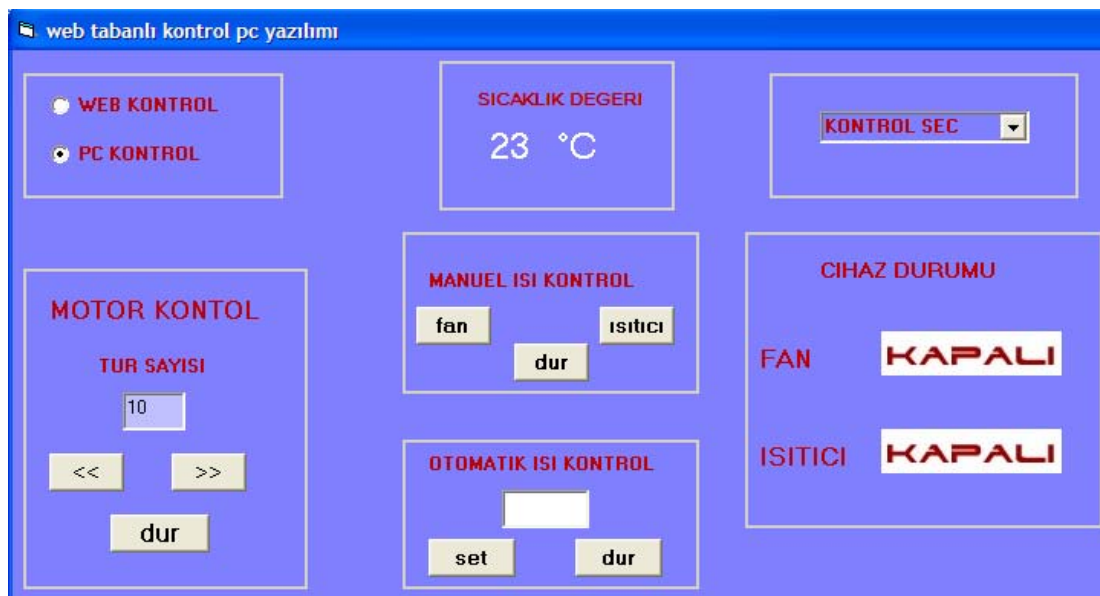 web tabanlı kontrol pc yazılımı
WEB KONTROL
PC KONTROL
SICAKLIK DEGERI
23 °C
KONTROL SEC
MOTOR KONTOL
TUR SAYISI
10
<< >>
dur
MANUEL ISI KONTROL
fan ısıtıcı
dur
OTOMATIK ISI KONTROL
set dur
CIHAZ DURUMU
FAN KAPALI
ISITICI KAPALI